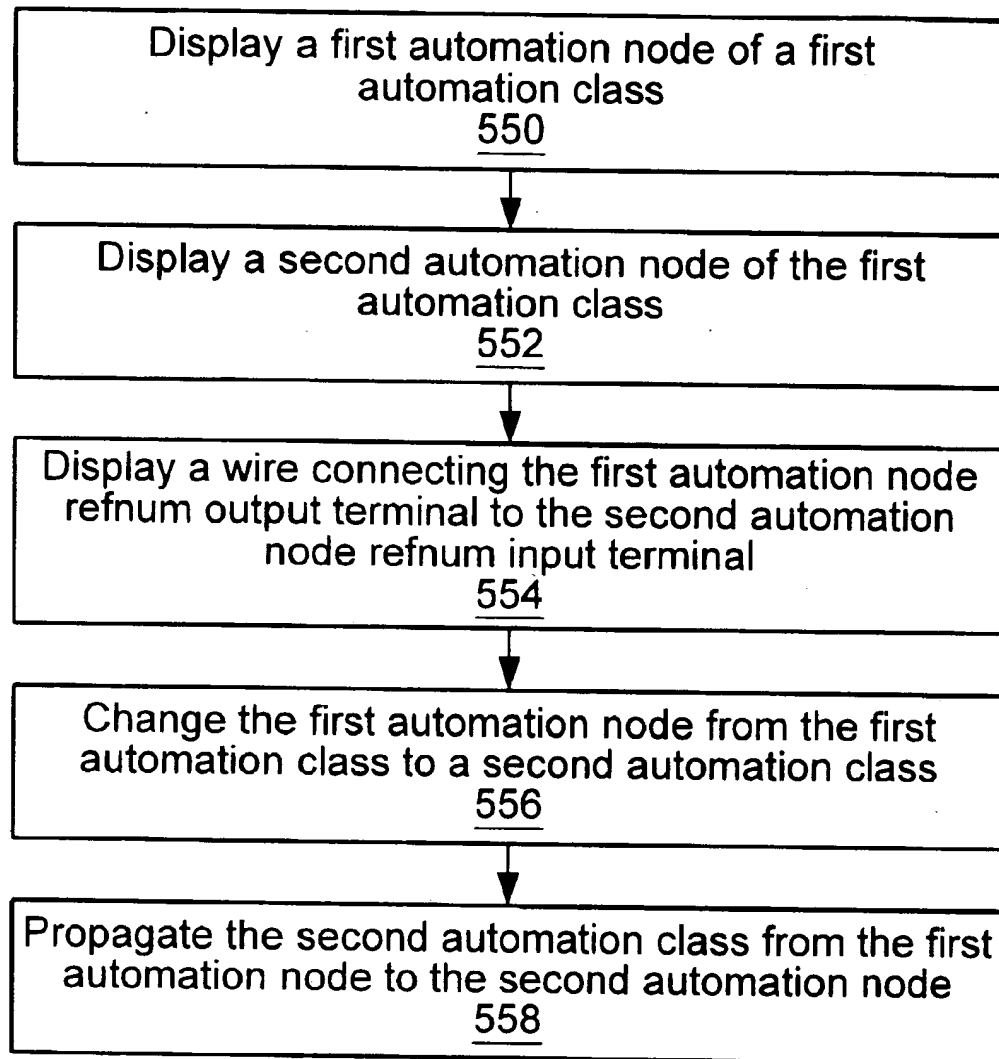 Display a first automation node of a first
automation class
550
Display a second automation node of the first
automation class
552
Display a wire connecting the first automation node
refnum output terminal to the second automation
node refnum input terminal
554
Change the first automation node from the first
automation class to a second automation class
556
Propagate the second automation class from the first
automation node to the second automation node
558